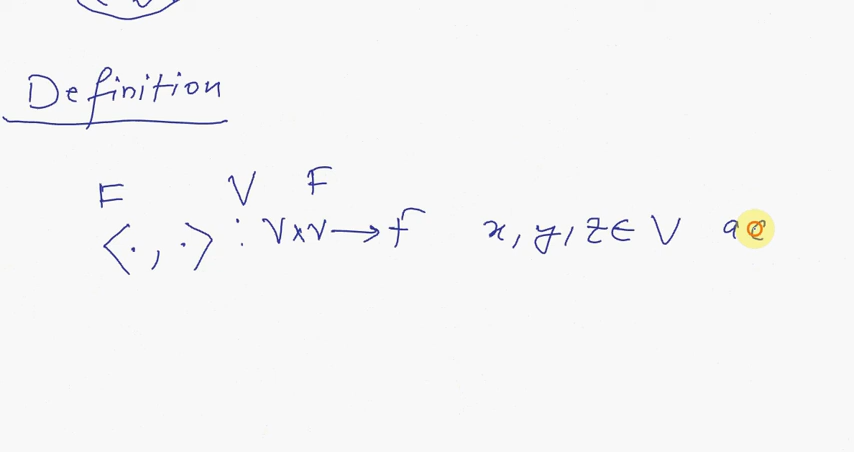 Definition
F V F
⟨·, ·⟩ : V×V → f x, y, z ∈ V a